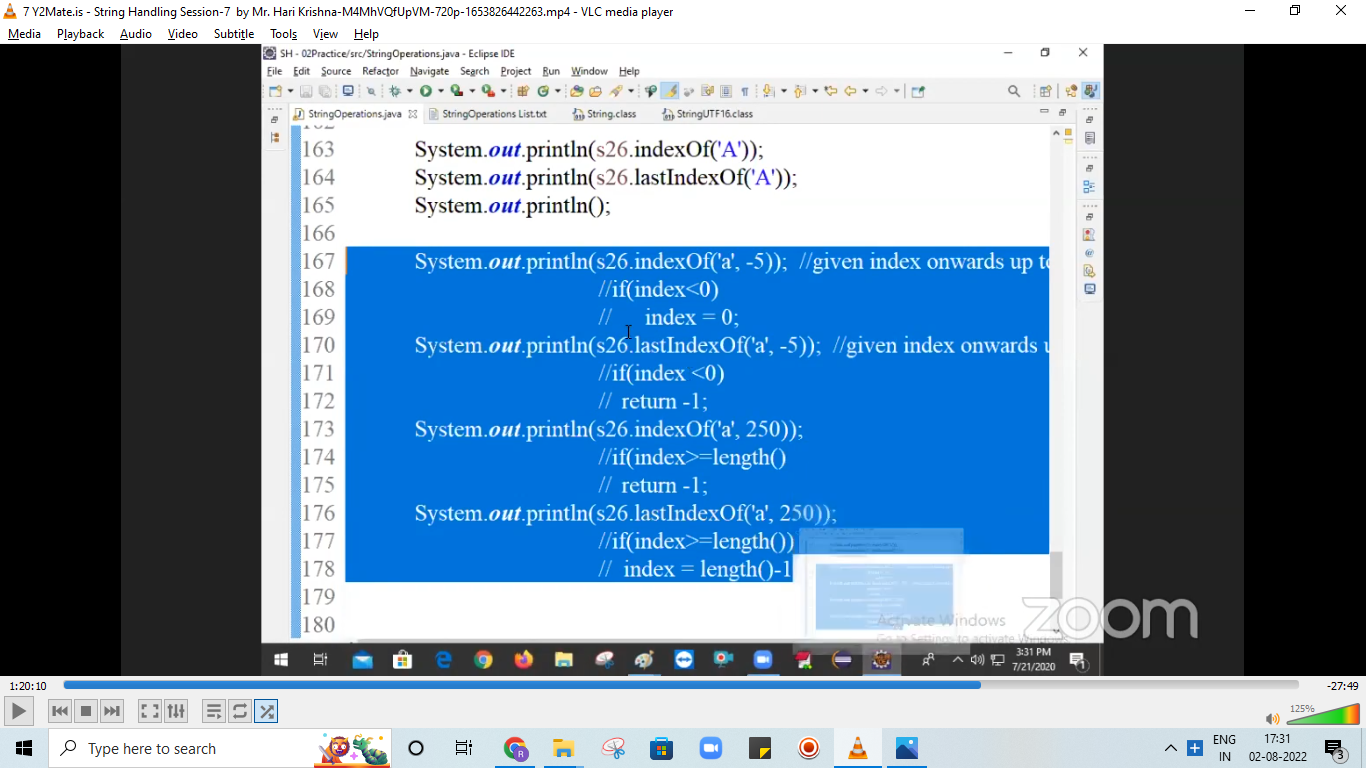 7 Y2Mate.is - String Handling Session-7 by Mr. Hari Krishna-M4MhVQfUpVM-720p-1653826442263.mp4 - VLC media player
Media Playback Audio Video Subtitle Tools View Help
SH - 02Practice/src/StringOperations.java - Eclipse IDE
File Edit Source Refactor Navigate Search Project Run Window Help
StringOperations.java StringOperations List.txt String.class StringUTF16.class
162
163 System.out.println(s26.indexOf('A'));
164 System.out.println(s26.lastIndexOf('A'));
165 System.out.println();
166
167 System.out.println(s26.indexOf('a', -5)); //given index onwards up to
168 //if(index<0)
169 // index = 0;
170 System.out.println(s26.lastIndexOf('a', -5)); //given index onwards u
171 //if(index <0)
172 // return -1;
173 System.out.println(s26.indexOf('a', 250));
174 //if(index>=length()
175 // return -1;
176 System.out.println(s26.lastIndexOf('a', 250));
177 //if(index>=length())
178 // index = length()-1
179
180
Activate Windows
Go to Settings to activate Windows.
zoom
3:31 PM
7/21/2020
1
1:20:10
-27:49
125%
Type here to search
R
ENG
IN
17:31
02-08-2022
3